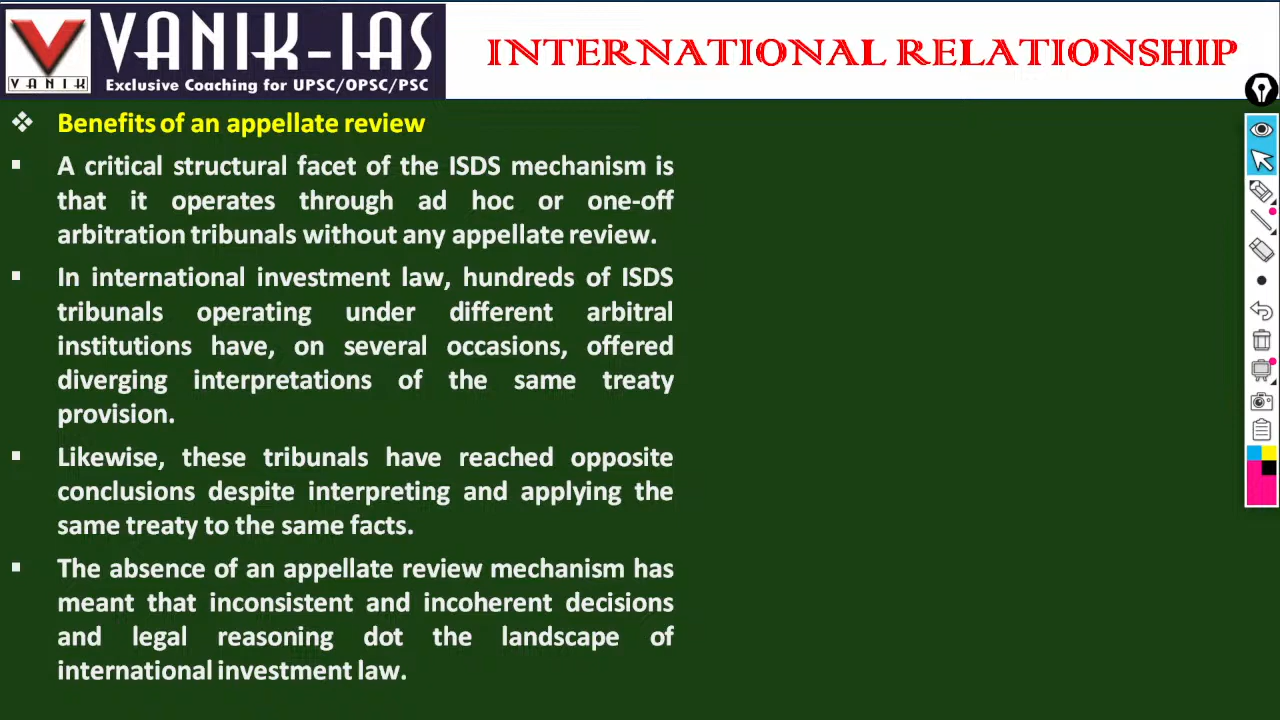 VANIK-IAS
VANIK
Exclusive Coaching for UPSC/OPSC/PSC
INTERNATIONAL RELATIONSHIP
❖ Benefits of an appellate review
▪ A critical structural facet of the ISDS mechanism is
that it operates through ad hoc or one-off
arbitration tribunals without any appellate review.
▪ In international investment law, hundreds of ISDS
tribunals operating under different arbitral
institutions have, on several occasions, offered
diverging interpretations of the same treaty
provision.
▪ Likewise, these tribunals have reached opposite
conclusions despite interpreting and applying the
same treaty to the same facts.
▪ The absence of an appellate review mechanism has
meant that inconsistent and incoherent decisions
and legal reasoning dot the landscape of
international investment law.